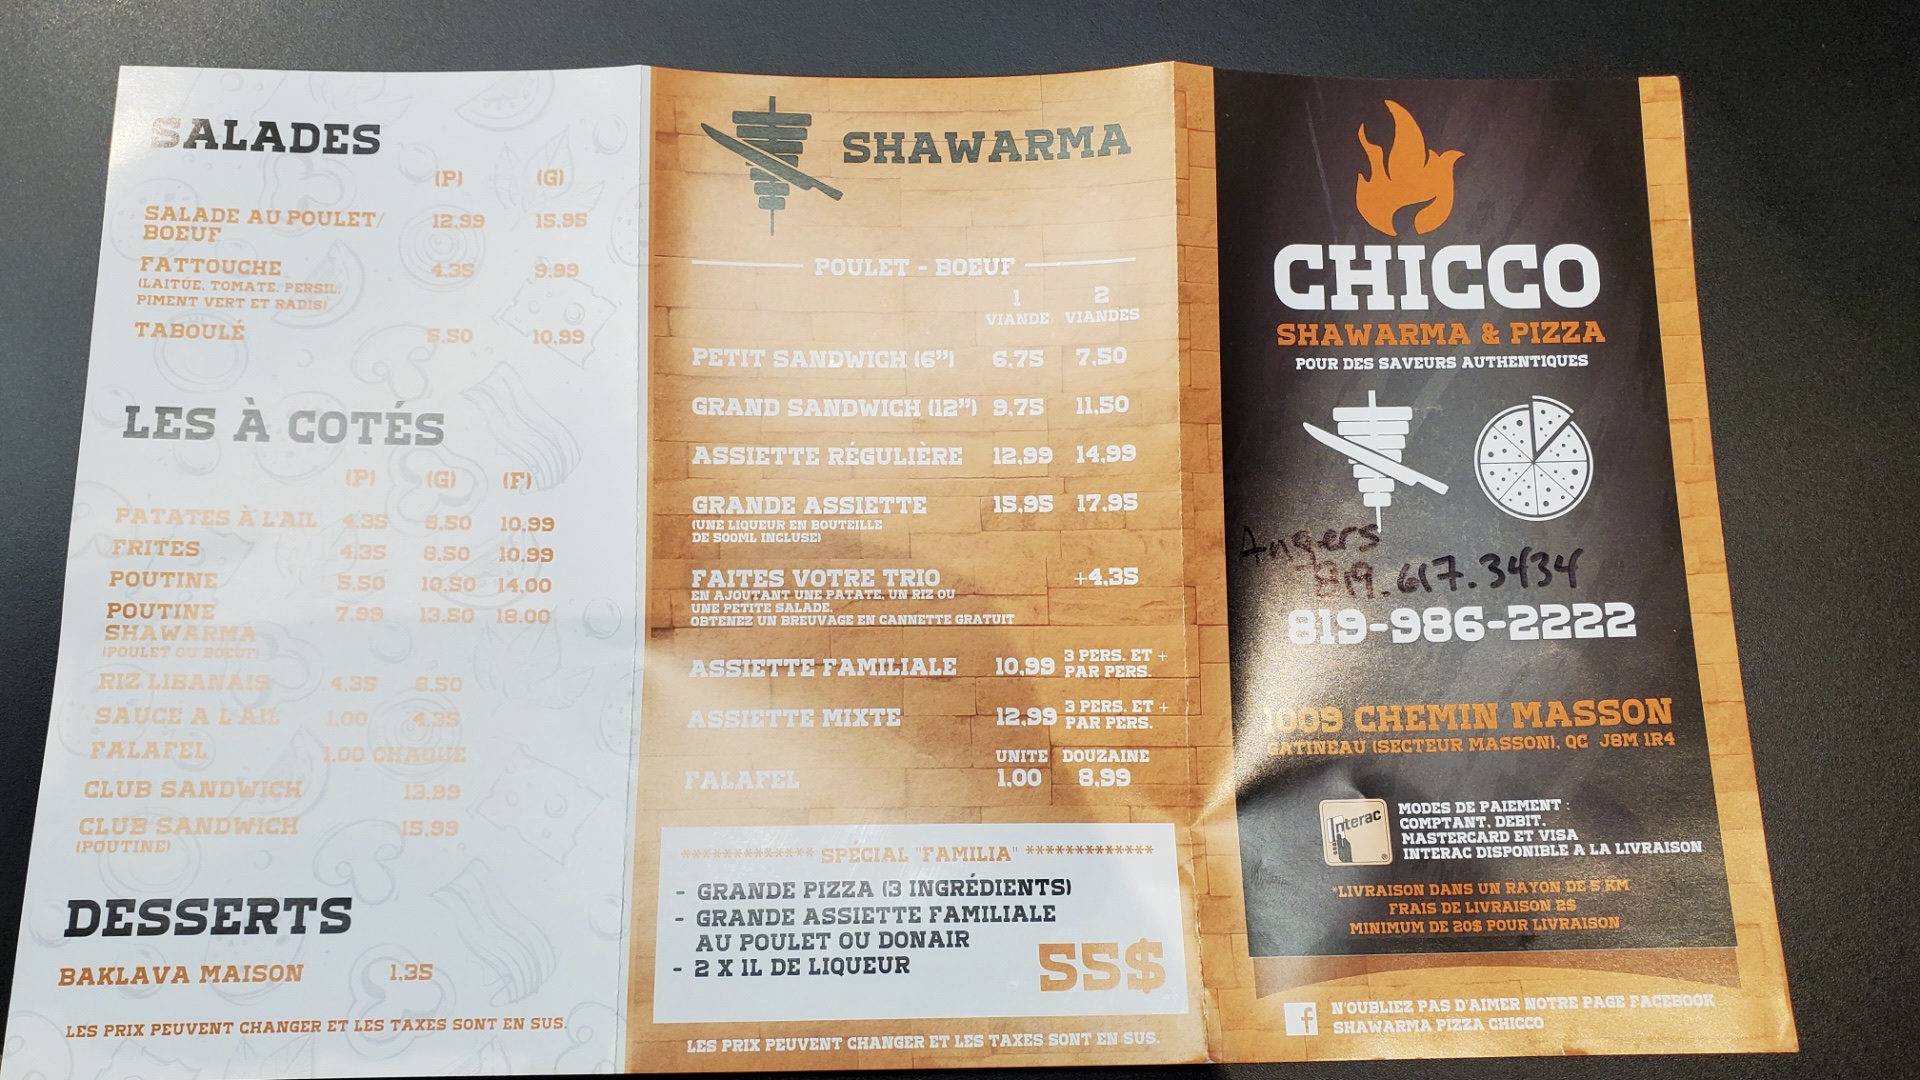 SALADES
(P) (G)
SALADE AU POULET/ 12,99 15,95
BOEUF
FATTOUCHE 4,35 9,99
(LAITUE, TOMATE, PERSIL,
PIMENT VERT ET RADIS)
TABOULÉ 5,50 10,99
LES À COTÉS
(P) (G) (F)
PATATES À L'AIL 4,35 8,50 10,99
FRITES 4,35 8,50 10,99
POUTINE 5,50 10,50 14,00
POUTINE 7,99 13,50 18,00
SHAWARMA
(POULET OU BOEUF)
RIZ LIBANAIS 4,35 8,50
SAUCE A L'AIL 1,00 4,35
FALAFEL 1,00 CHAQUE
CLUB SANDWICH 13,99
CLUB SANDWICH 15,99
(POUTINE)
DESSERTS
BAKLAVA MAISON 1,35
LES PRIX PEUVENT CHANGER ET LES TAXES SONT EN SUS.
SHAWARMA
POULET - BOEUF
1 2
VIANDE VIANDES
PETIT SANDWICH (6") 6,75 7,50
GRAND SANDWICH (12") 9,75 11,50
ASSIETTE RÉGULIÈRE 12,99 14,99
GRANDE ASSIETTE 15,95 17,95
(UNE LIQUEUR EN BOUTEILLE
DE 500ML INCLUSE)
FAITES VOTRE TRIO +4,35
EN AJOUTANT UNE PATATE, UN RIZ OU
UNE PETITE SALADE.
OBTENEZ UN BREUVAGE EN CANNETTE GRATUIT
ASSIETTE FAMILIALE 10,99 3 PERS. ET +
PAR PERS.
ASSIETTE MIXTE 12,99 3 PERS. ET +
PAR PERS.
UNITE DOUZAINE
FALAFEL 1,00 8,99
************* SPÉCIAL "FAMILIA" *************
- GRANDE PIZZA (3 INGRÉDIENTS)
- GRANDE ASSIETTE FAMILIALE
AU POULET OU DONAIR
- 2 X 1L DE LIQUEUR
55$
LES PRIX PEUVENT CHANGER ET LES TAXES SONT EN SUS.
CHICCO
SHAWARMA & PIZZA
POUR DES SAVEURS AUTHENTIQUES
Angers
819.617.3434
819-986-2222
1009 CHEMIN MASSON
GATINEAU (SECTEUR MASSON), QC J8M 1R4
Interac
MODES DE PAIEMENT :
COMPTANT, DEBIT,
MASTERCARD ET VISA
INTERAC DISPONIBLE A LA LIVRAISON
*LIVRAISON DANS UN RAYON DE 5 KM
FRAIS DE LIVRAISON 2$
MINIMUM DE 20$ POUR LIVRAISON
f N'OUBLIEZ PAS D'AIMER NOTRE PAGE FACEBOOK
SHAWARMA PIZZA CHICCO